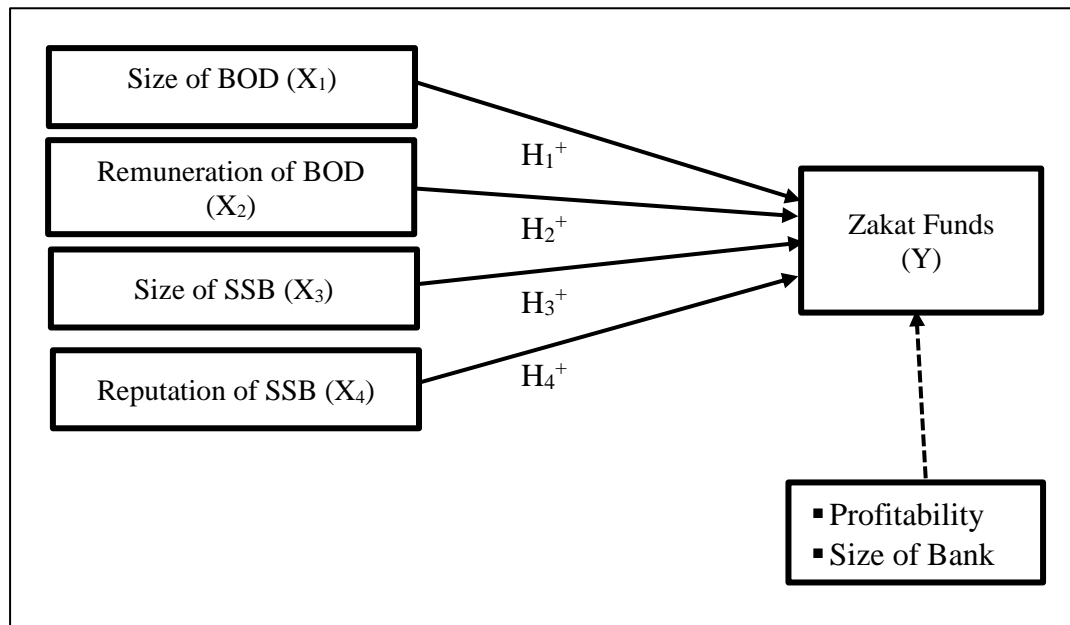 Size of BOD (X₁)
Remuneration of BOD
(X₂)
Size of SSB (X₃)
Reputation of SSB (X₄)
H₁⁺
H₂⁺
H₃⁺
H₄⁺
Zakat Funds
(Y)
▪ Profitability
▪ Size of Bank